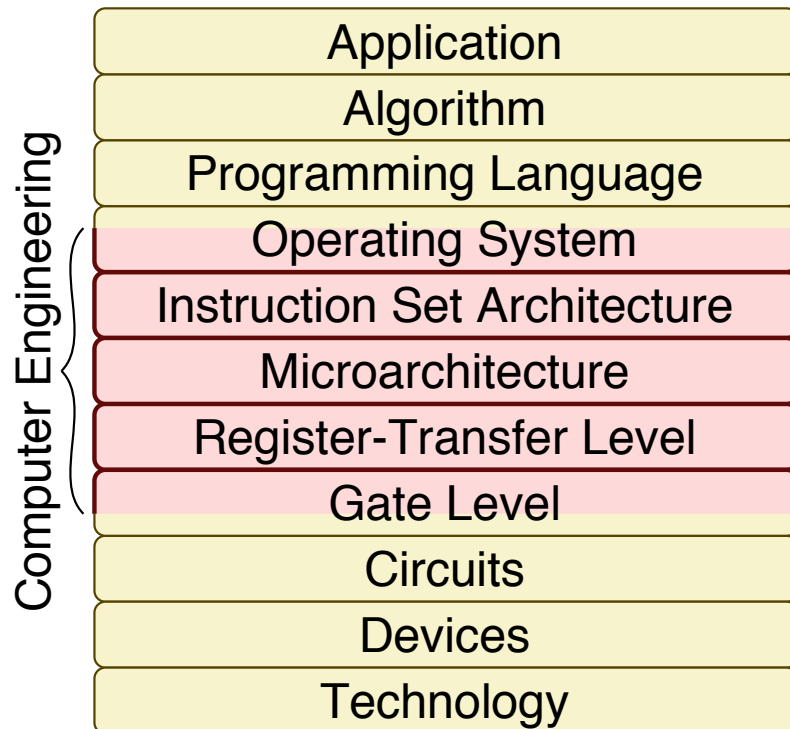 Computer Engineering
Application
Algorithm
Programming Language
Operating System
Instruction Set Architecture
Microarchitecture
Register-Transfer Level
Gate Level
Circuits
Devices
Technology